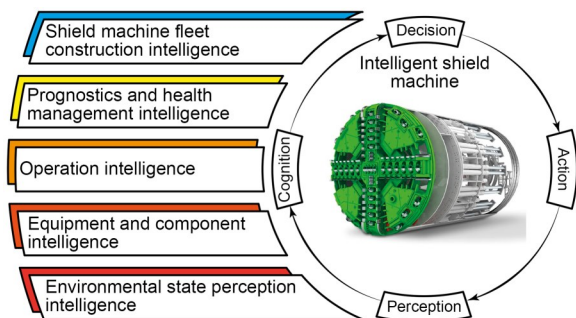 Shield machine fleet
construction intelligence
Prognostics and health
management intelligence
Operation intelligence
Equipment and component
intelligence
Environmental state perception
intelligence
Decision
Intelligent shield
machine
Cognition
Action
Perception